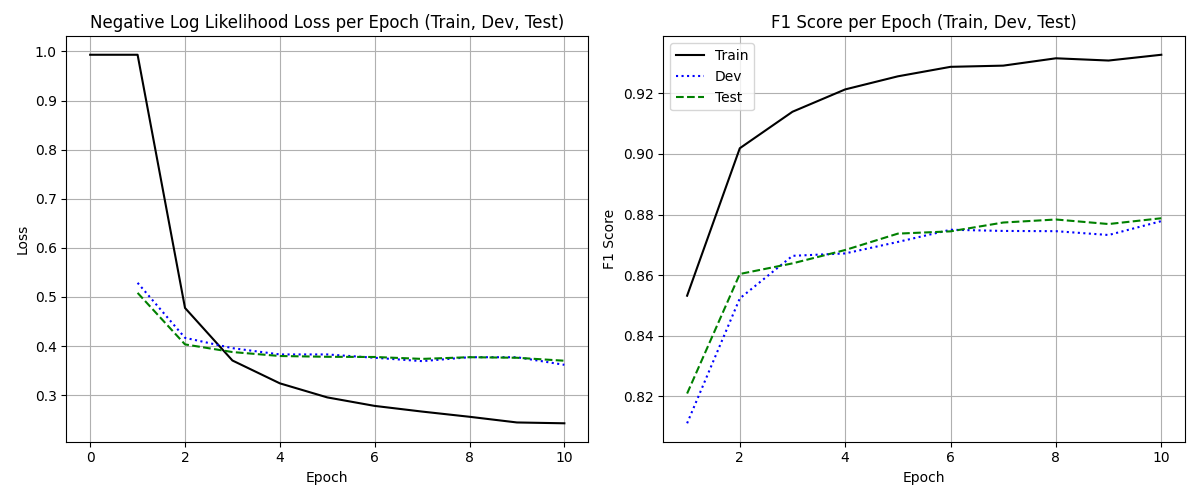 Negative Log Likelihood Loss per Epoch (Train, Dev, Test)
1.0
0.9
0.8
0.7
0.6
0.5
0.4
0.3
Loss
0 2 4 6 8 10
Epoch
F1 Score per Epoch (Train, Dev, Test)
Train
Dev
Test
0.92
0.90
0.88
0.86
0.84
0.82
F1 Score
2 4 6 8 10
Epoch